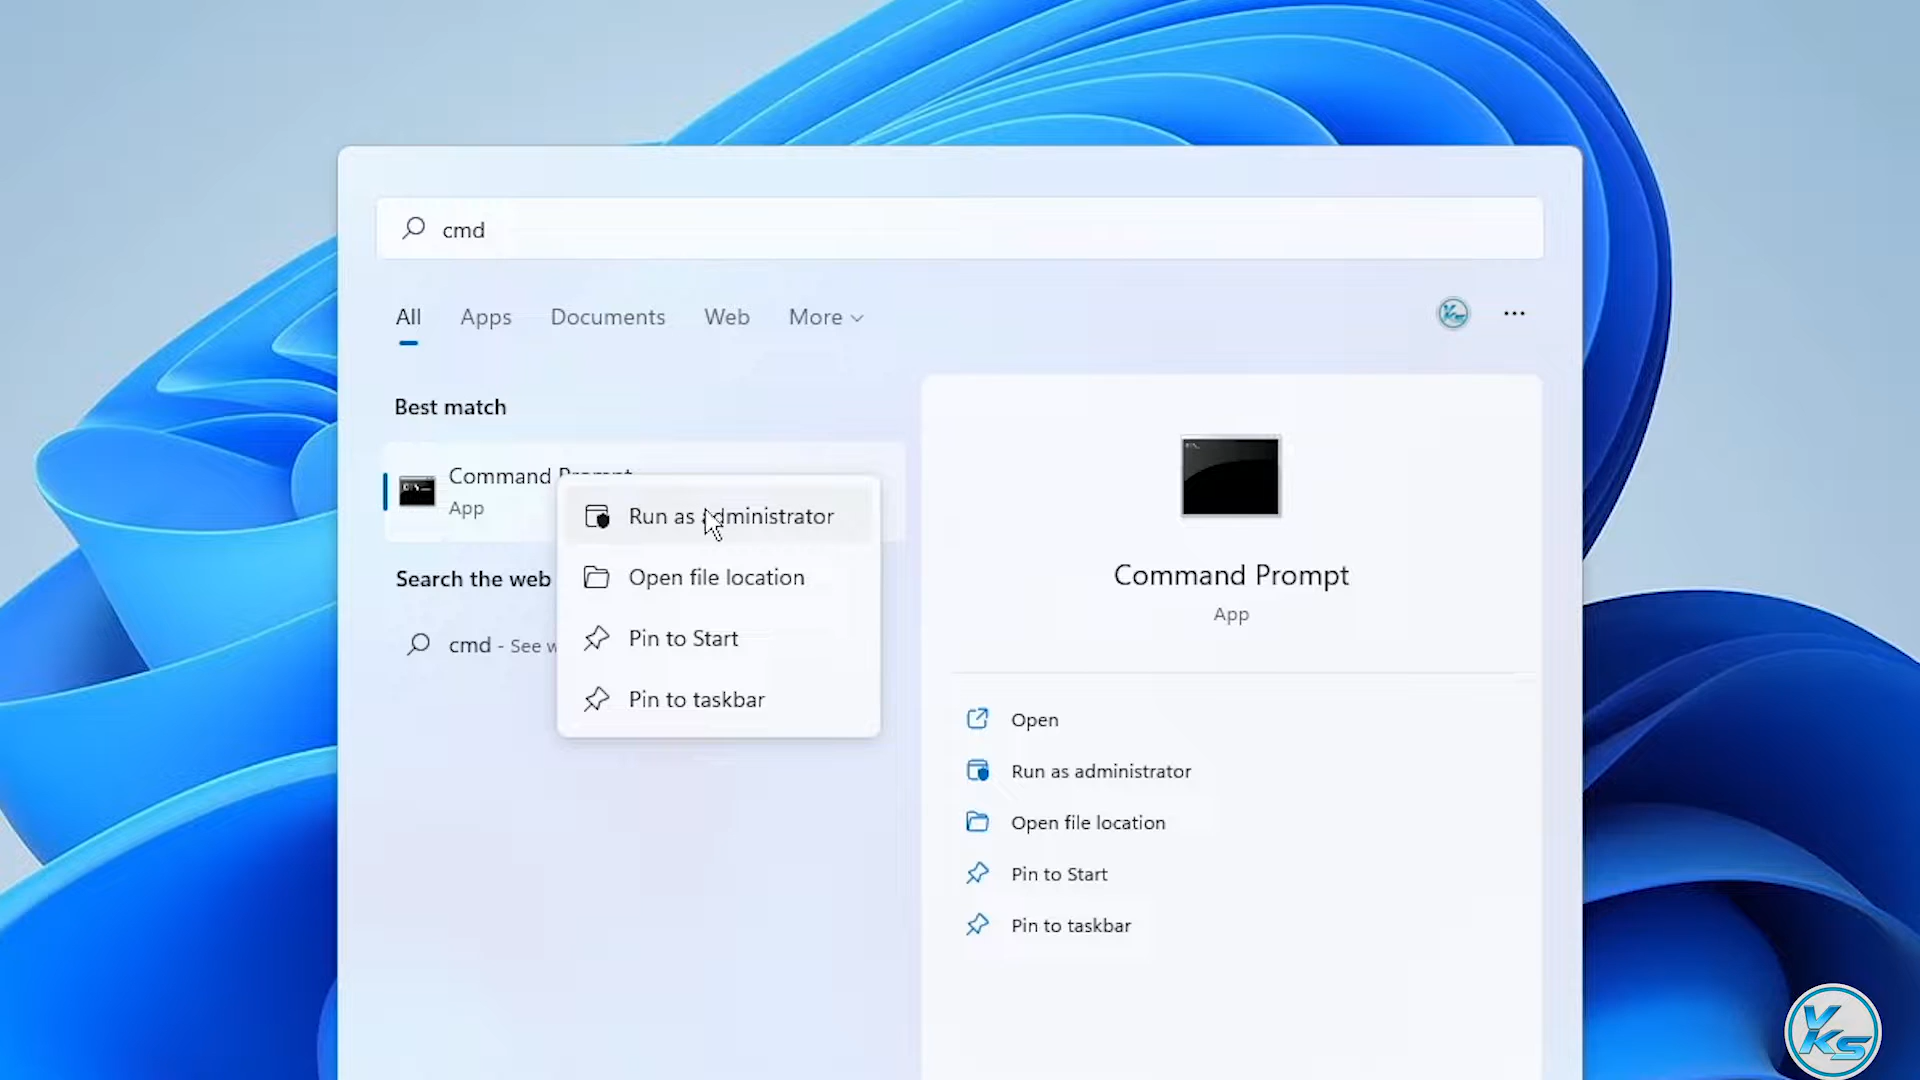 cmd
All Apps Documents Web More
Best match
Command
App
Run as administrator
Open file location
Pin to Start
Pin to taskbar
Search the web
cmd - See
Command Prompt
App
Open
Run as administrator
Open file location
Pin to Start
Pin to taskbar
YKS